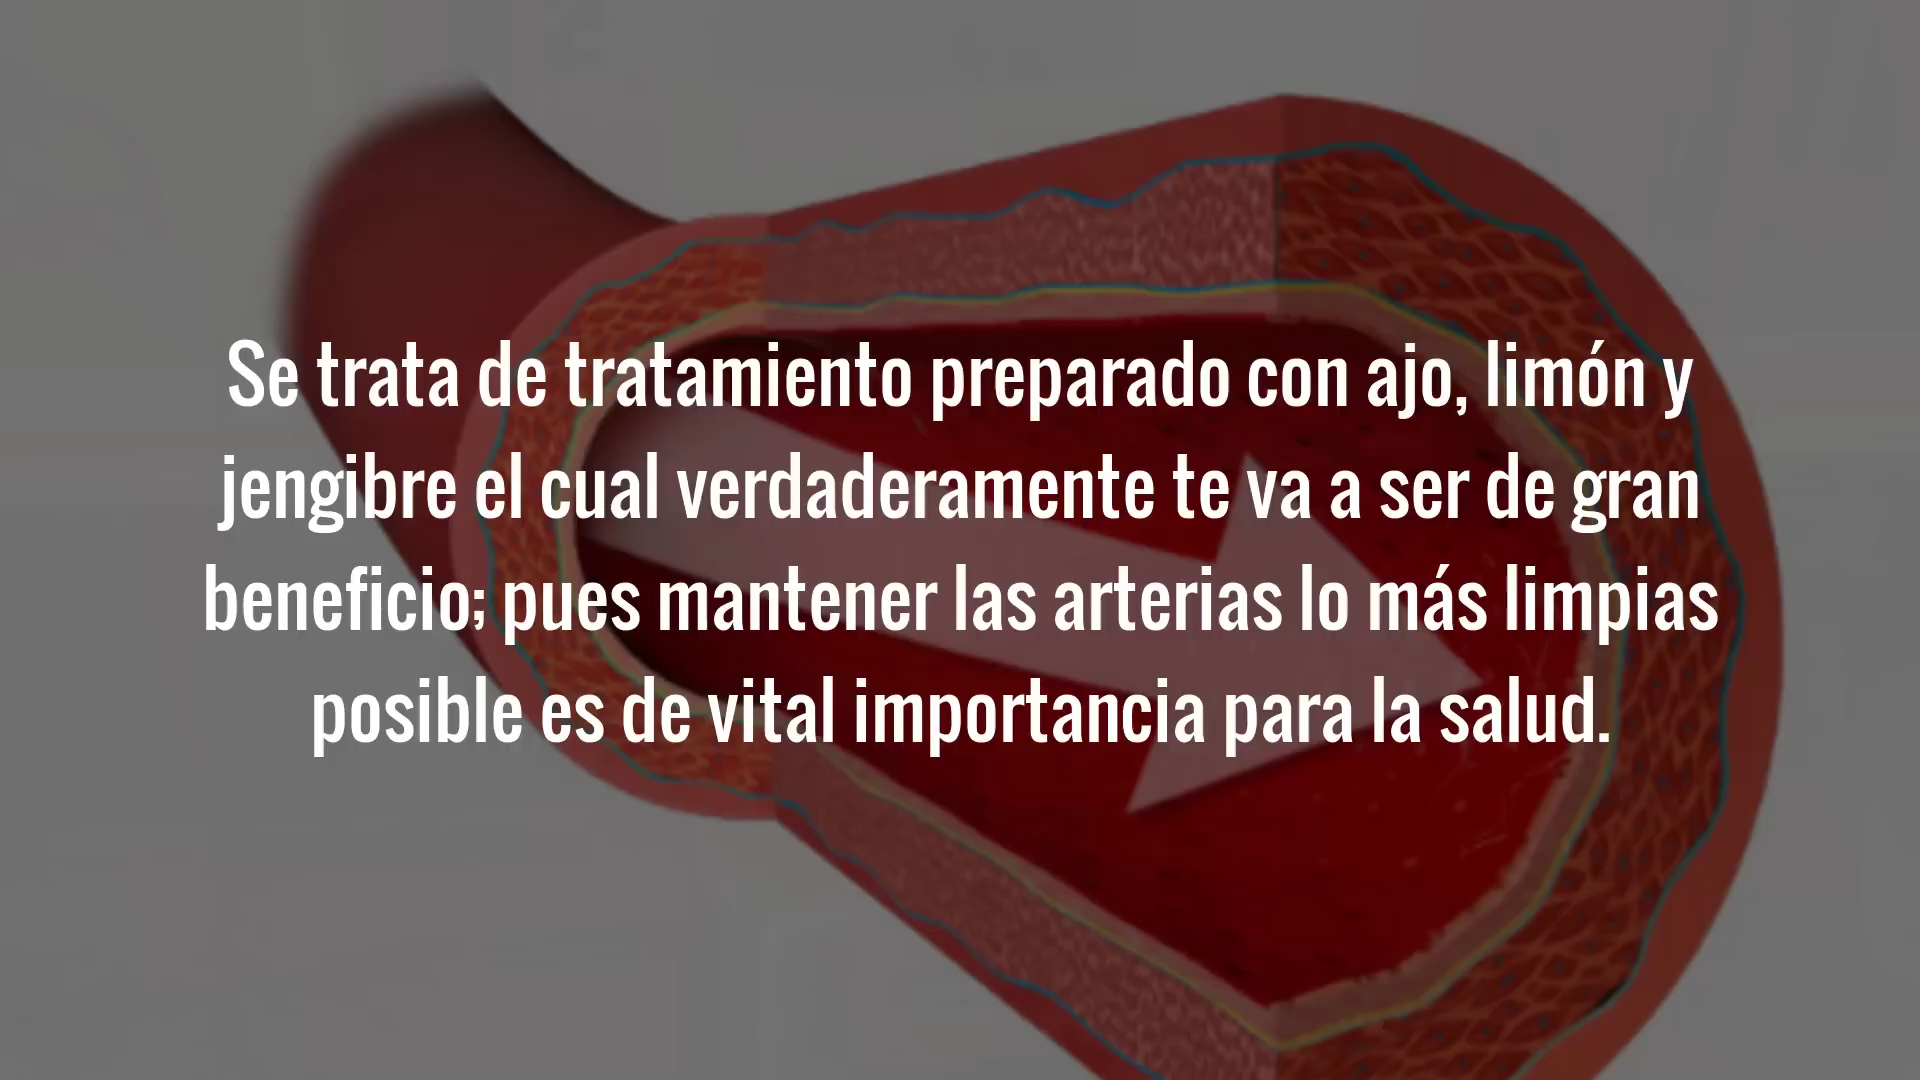 Se trata de tratamiento preparado con ajo, limón y
jengibre el cual verdaderamente te va a ser de gran
beneficio; pues mantener las arterias lo más limpias
posible es de vital importancia para la salud.